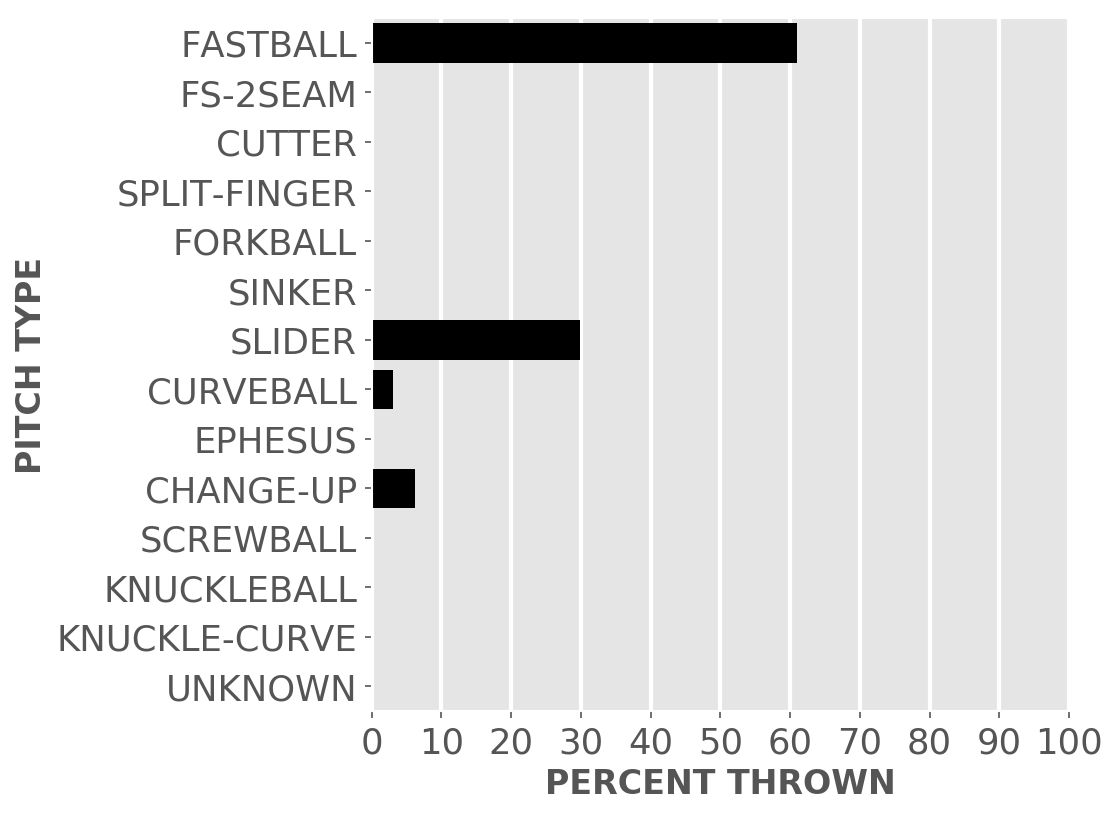 FASTBALL
FS-2SEAM
CUTTER
SPLIT-FINGER
FORKBALL
SINKER
SLIDER
CURVEBALL
EPHESUS
CHANGE-UP
SCREWBALL
KNUCKLEBALL
KNUCKLE-CURVE
UNKNOWN
PITCH TYPE
0 10 20 30 40 50 60 70 80 90 100
PERCENT THROWN